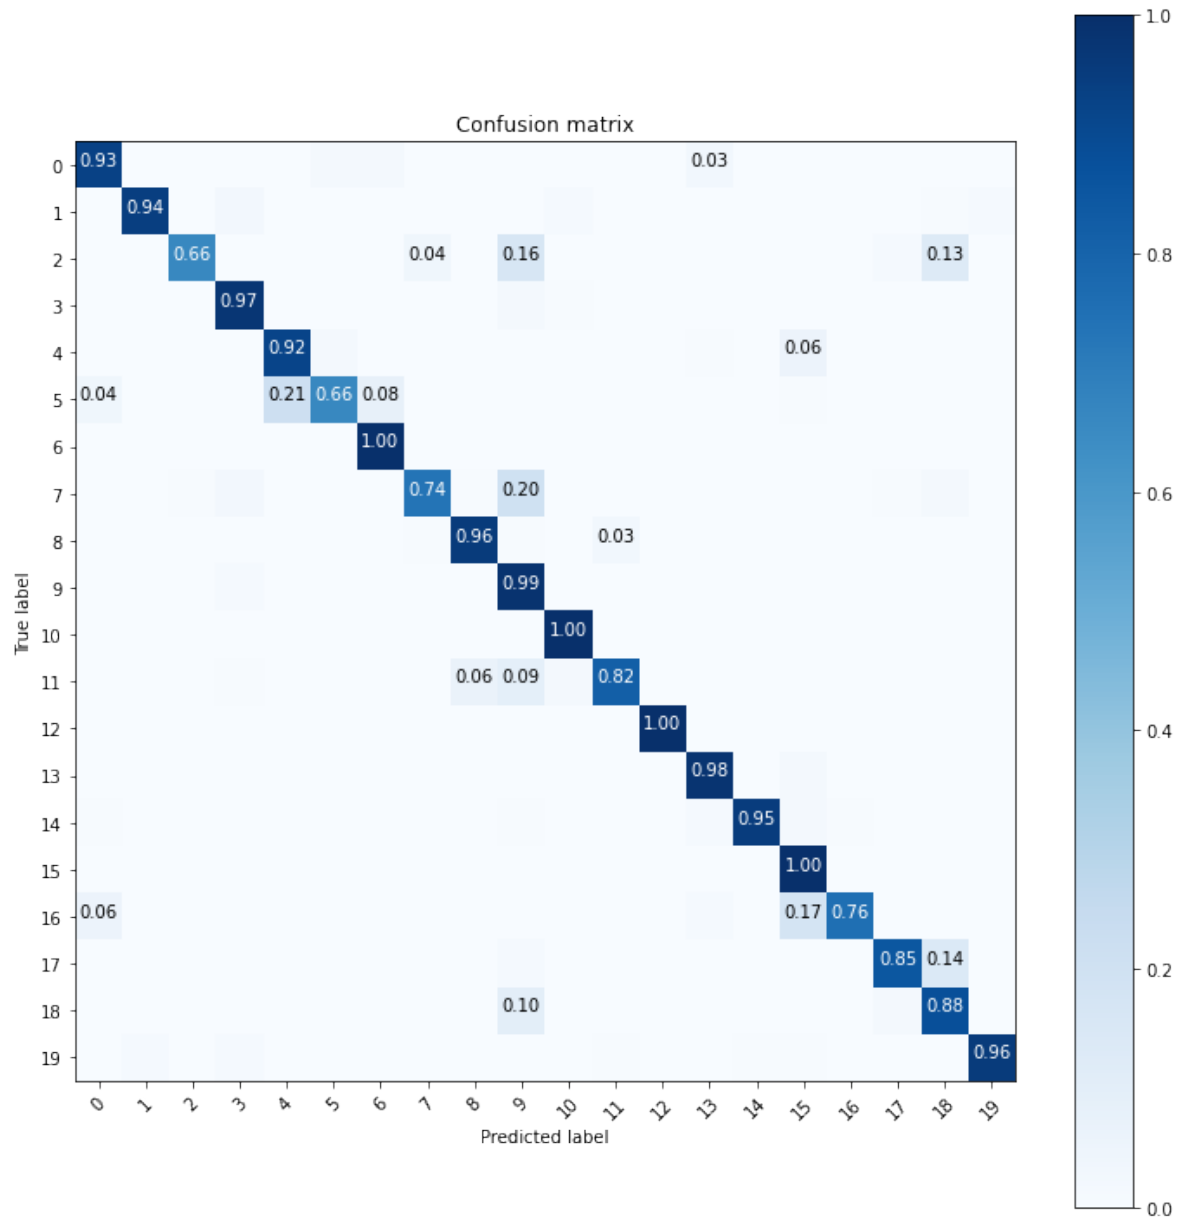 Confusion matrix
1.0
0 0.93 0.03
1 0.94
2 0.66 0.04 0.16 0.13
0.8
3 0.97
4 0.92 0.06
5 0.04 0.21 0.66 0.08
6 1.00
0.6
7 0.74 0.20
8 0.96 0.03
9 0.99
True label
10 1.00
11 0.06 0.09 0.82
12 1.00
0.4
13 0.98
14 0.95
15 1.00
16 0.06 0.17 0.76
17 0.85 0.14
0.2
18 0.10 0.88
19 0.96
0 1 2 3 4 5 6 7 8 9 10 11 12 13 14 15 16 17 18 19
Predicted label
0.0